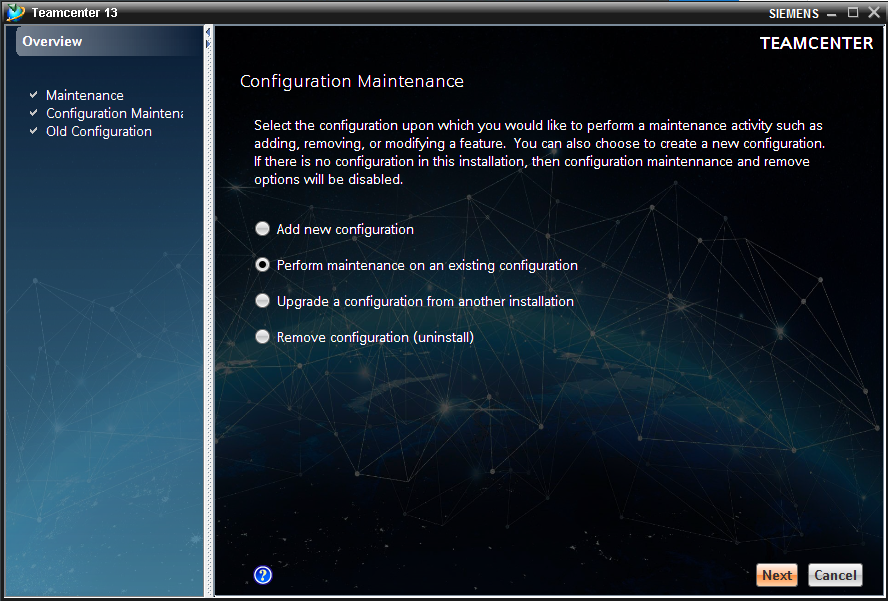 Teamcenter 13
SIEMENS
Overview
TEAMCENTER
Maintenance
Configuration Maintena
Old Configuration
Configuration Maintenance
Select the configuration upon which you would like to perform a maintenance activity such as
adding, removing, or modifying a feature. You can also choose to create a new configuration.
If there is no configuration in this installation, then configuration maintennance and remove
options will be disabled.
Add new configuration
Perform maintenance on an existing configuration
Upgrade a configuration from another installation
Remove configuration (uninstall)
?
Next
Cancel